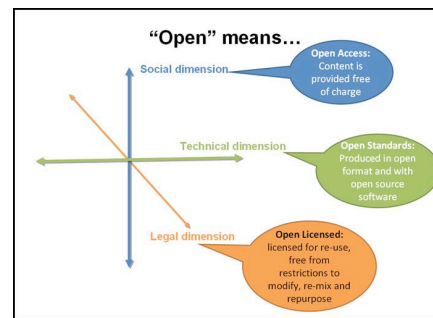 “Open” means…
Social dimension
Open Access:
Content is
provided free
of charge
Technical dimension
Open Standards:
Produced in open
format and with
open source
software
Legal dimension
Open Licensed:
licensed for re-use,
free from
restrictions to
modify, re-mix and
repurpose